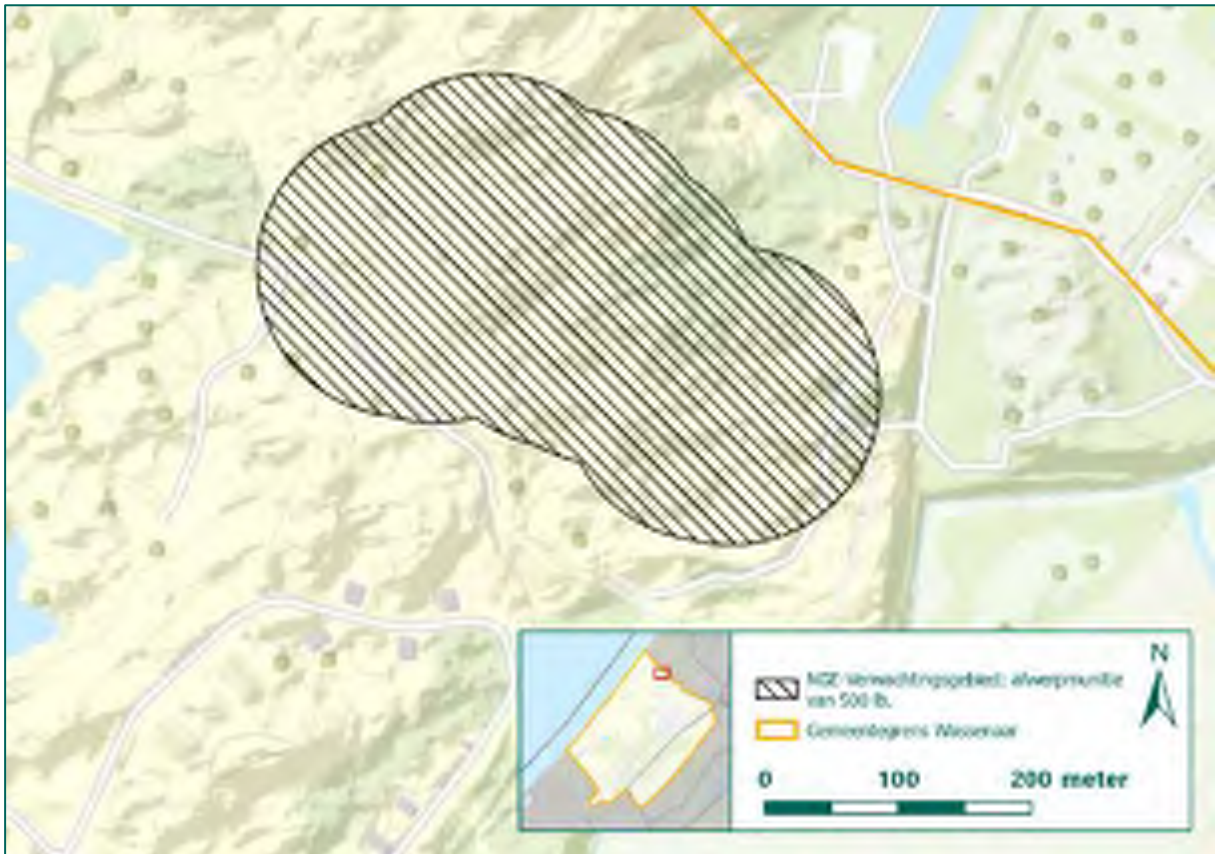 N
NGE-Verwachtingsgebied: afwerpmunitie
van 500 lb.
Gemeentegrens Wassenaar
0 100 200 meter